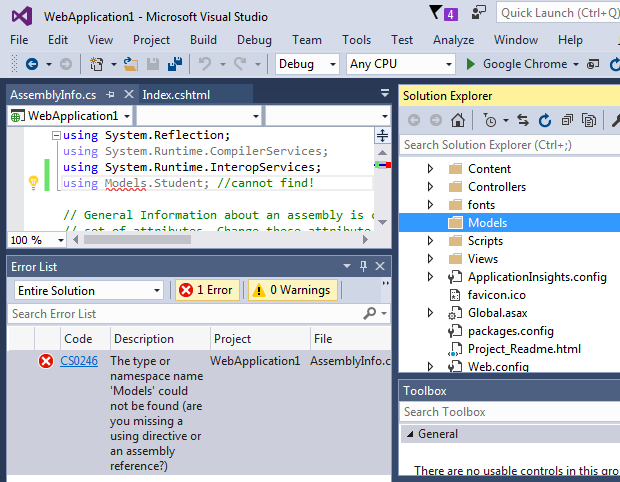 WebApplication1 - Microsoft Visual Studio
4
Quick Launch (Ctrl+Q)
File Edit View Project Build Debug Team Tools Test Analyze Window Help
Debug Any CPU Google Chrome
AssemblyInfo.cs Index.cshtml
WebApplication1
using System.Reflection;
using System.Runtime.CompilerServices;
using System.Runtime.InteropServices;
using Models.Student; //cannot find!
// General Information about an assembly is c
// set of attributes. Change these attribute
100 %
Error List
Entire Solution 1 Error 0 Warnings
Search Error List
Code Description Project File
CS0246 The type or namespace name 'Models' could not be found (are you missing a using directive or an assembly reference?) WebApplication1 AssemblyInfo.c
Solution Explorer
Search Solution Explorer (Ctrl+;)
Content
Controllers
fonts
Models
Scripts
Views
ApplicationInsights.config
favicon.ico
Global.asax
packages.config
Project_Readme.html
Web.config
Toolbox
Search Toolbox
General
There are no usable controls in this gro